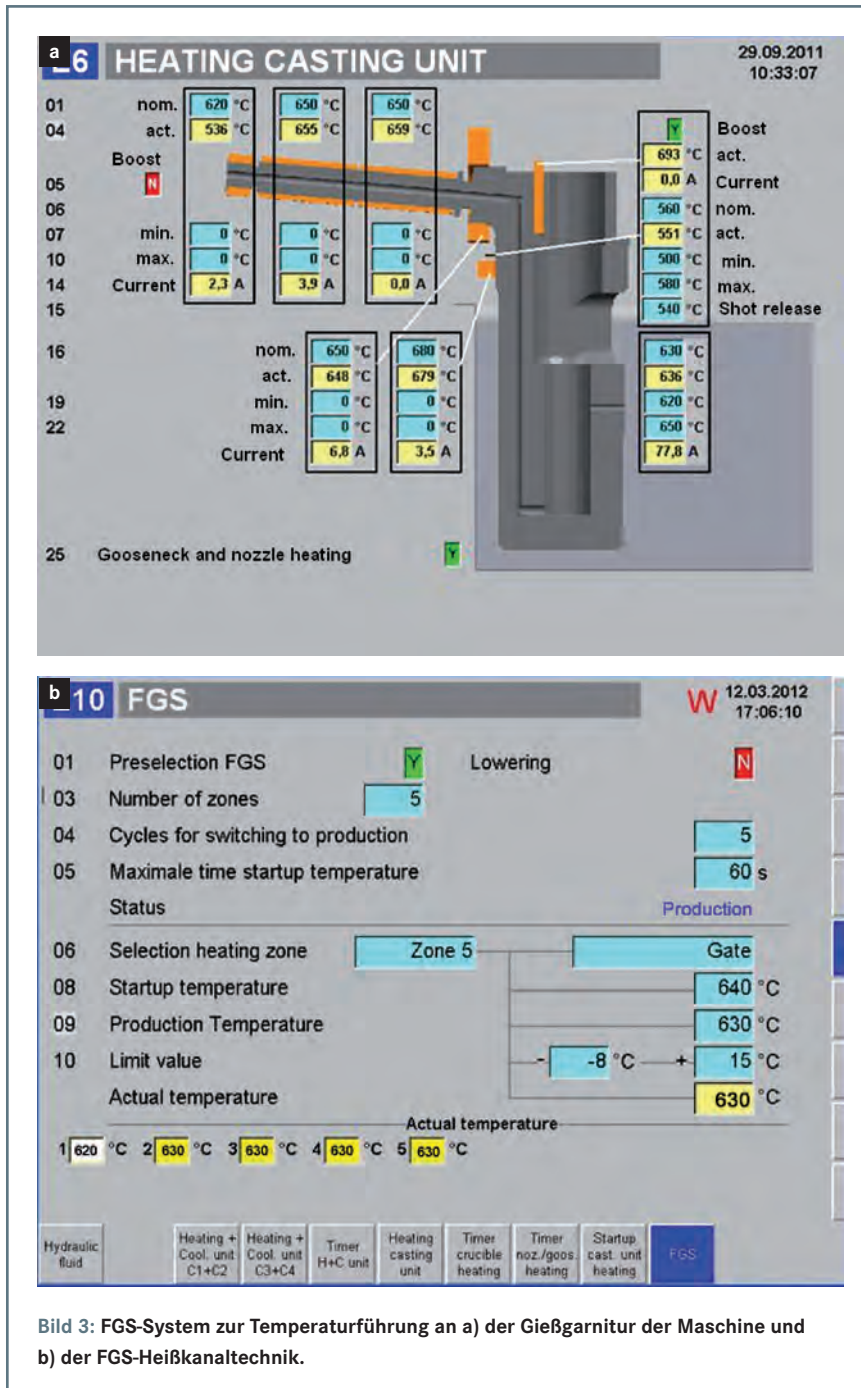 a
E6 HEATING CASTING UNIT 29.09.2011
10:33:07
01 nom. 620 °C 650 °C 650 °C
04 act. 536 °C 655 °C 659 °C
Boost
05 N
06
07 min. 0 °C 0 °C 0 °C
10 max. 0 °C 0 °C 0 °C
14 Current 2,3 A 3,9 A 0,0 A
15
Y Boost
693 °C act.
0,0 A Current
560 °C nom.
551 °C act.
500 °C min.
580 °C max.
540 °C Shot release
16 nom. 650 °C 680 °C
act. 648 °C 679 °C
19 min. 0 °C 0 °C
22 max. 0 °C 0 °C
Current 6,8 A 3,5 A
630 °C
636 °C
620 °C
650 °C
77,8 A
25 Gooseneck and nozzle heating Y
b
10 FGS W 12.03.2012
17:06:10
01 Preselection FGS Y Lowering N
03 Number of zones 5
04 Cycles for switching to production 5
05 Maximale time startup temperature 60 s
Status Production
06 Selection heating zone Zone 5 Gate
08 Startup temperature 640 °C
09 Production Temperature 630 °C
10 Limit value - -8 °C + 15 °C
Actual temperature 630 °C
Actual temperature
1 620 °C 2 630 °C 3 630 °C 4 630 °C 5 630 °C
Hydraulic
fluid
Heating +
Cool. unit
C1+C2
Heating +
Cool. unit
C3+C4
Timer
H+C unit
Heating
casting
unit
Timer
crucible
heating
Timer
noz./goos.
heating
Startup
cast. unit
heating
FGS
Bild 3: FGS-System zur Temperaturführung an a) der Gießgarnitur der Maschine und
b) der FGS-Heißkanaltechnik.